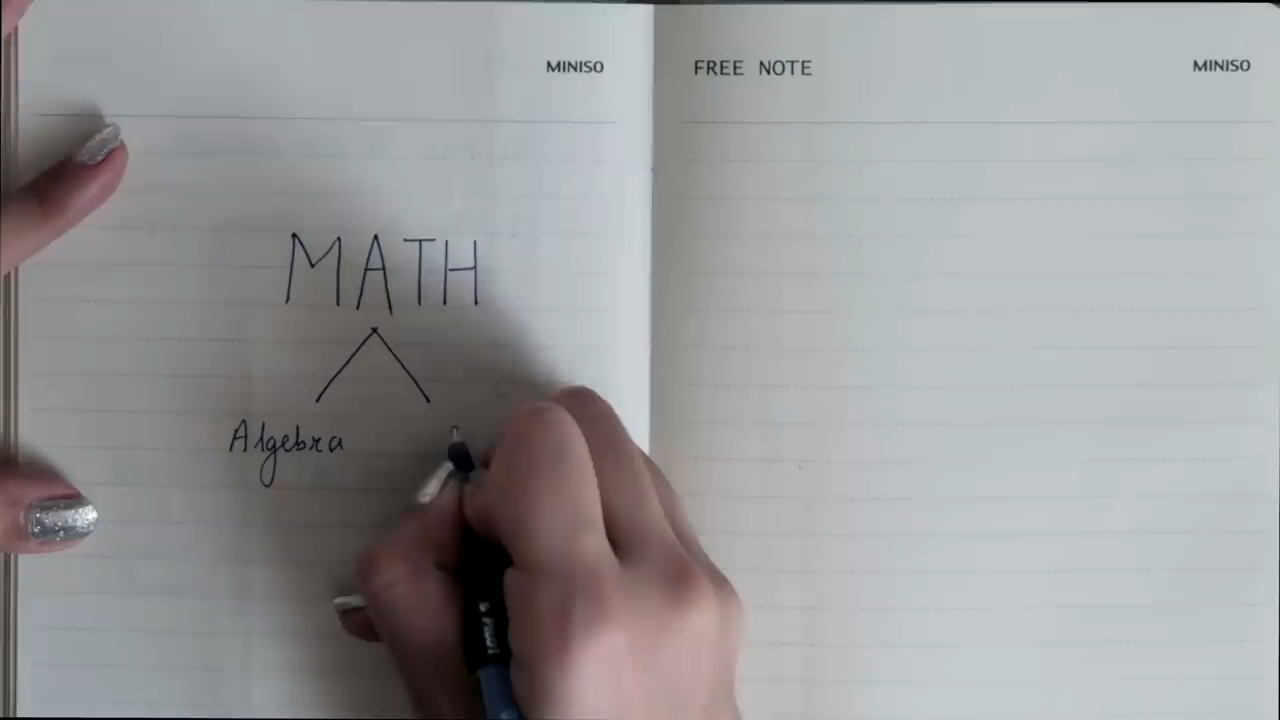 MINISO
FREE NOTE
MINISO
MATH
Algebra